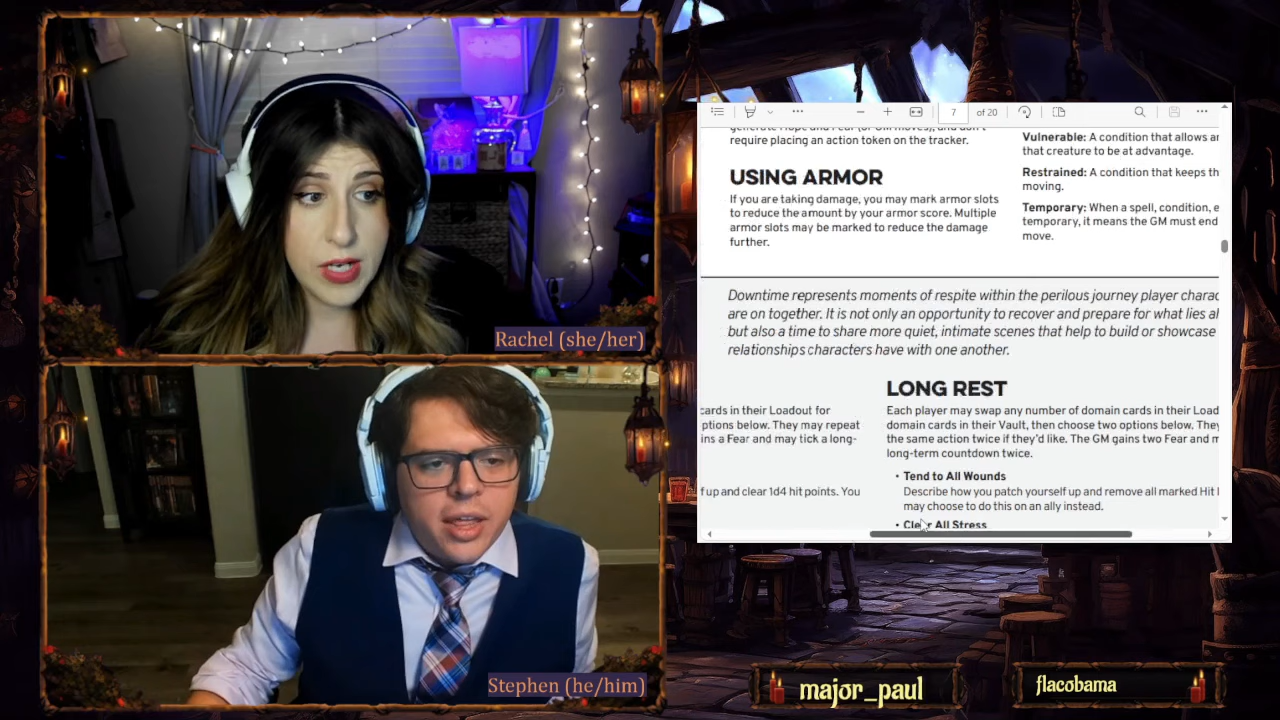 7 of 20
require placing an action token on the tracker.
USING ARMOR
If you are taking damage, you may mark armor slots
to reduce the amount by your armor score. Multiple
armor slots may be marked to reduce the damage
further.
Vulnerable: A condition that allows
that creature to be at advantage.
Restrained: A condition that keeps
moving.
Temporary: When a spell, condition,
temporary, it means the GM must end
move.
Downtime represents moments of respite within the perilous journey player
are on together. It is not only an opportunity to recover and prepare for what lies
but also a time to share more quiet, intimate scenes that help to build or showcase
relationships characters have with one another.
cards in their Loadout for
ptions below. They may repeat
ins a Fear and may tick a long-
f up and clear 1d4 hit points. You
LONG REST
Each player may swap any number of domain cards in their
domain cards in their Vault, then choose two options below.
the same action twice if they'd like. The GM gains two Fear and
long-term countdown twice.
• Tend to All Wounds
Describe how you patch yourself up and remove all marked Hit
may choose to do this on an ally instead.
• Clear All Stress
Rachel (she/her)
Stephen (he/him)
major_paul
flacobama